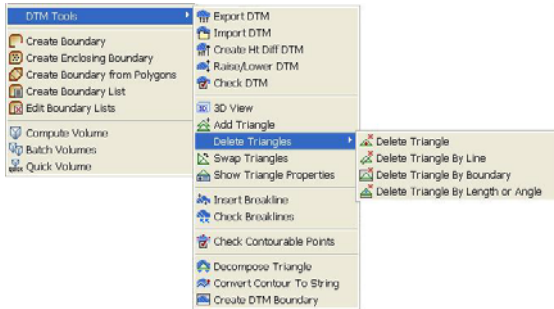 DTM Tools
Create Boundary
Create Enclosing Boundary
Create Boundary from Polygons
Create Boundary List
Edit Boundary Lists
Compute Volume
Batch Volumes
Quick Volume
Export DTM
Import DTM
Create Ht Diff DTM
Raise/Lower DTM
Check DTM
3D View
Add Triangle
Delete Triangles
Swap Triangles
Show Triangle Properties
Insert Breakline
Check Breaklines
Check Contourable Points
Decompose Triangle
Convert Contour To String
Create DTM Boundary
Delete Triangle
Delete Triangle By Line
Delete Triangle By Boundary
Delete Triangle By Length or Angle